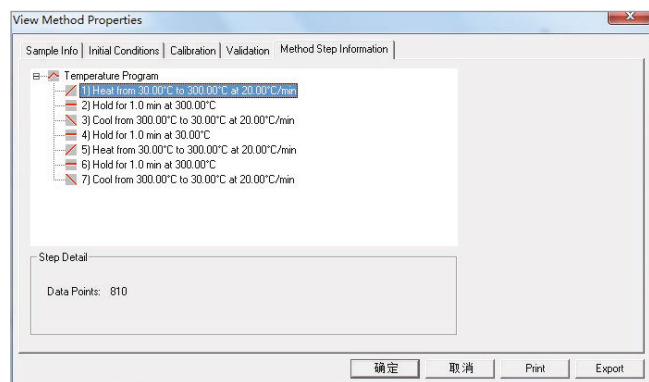 View Method Properties
Sample Info
Initial Conditions
Calibration
Validation
Method Step Information
Temperature Program
1) Heat from 30.00°C to 300.00°C at 20.00°C/min
2) Hold for 1.0 min at 300.00°C
3) Cool from 300.00°C to 30.00°C at 20.00°C/min
4) Hold for 1.0 min at 30.00°C
5) Heat from 30.00°C to 300.00°C at 20.00°C/min
6) Hold for 1.0 min at 300.00°C
7) Cool from 300.00°C to 30.00°C at 20.00°C/min
Step Detail
Data Points: 810
确定
取消
Print
Export